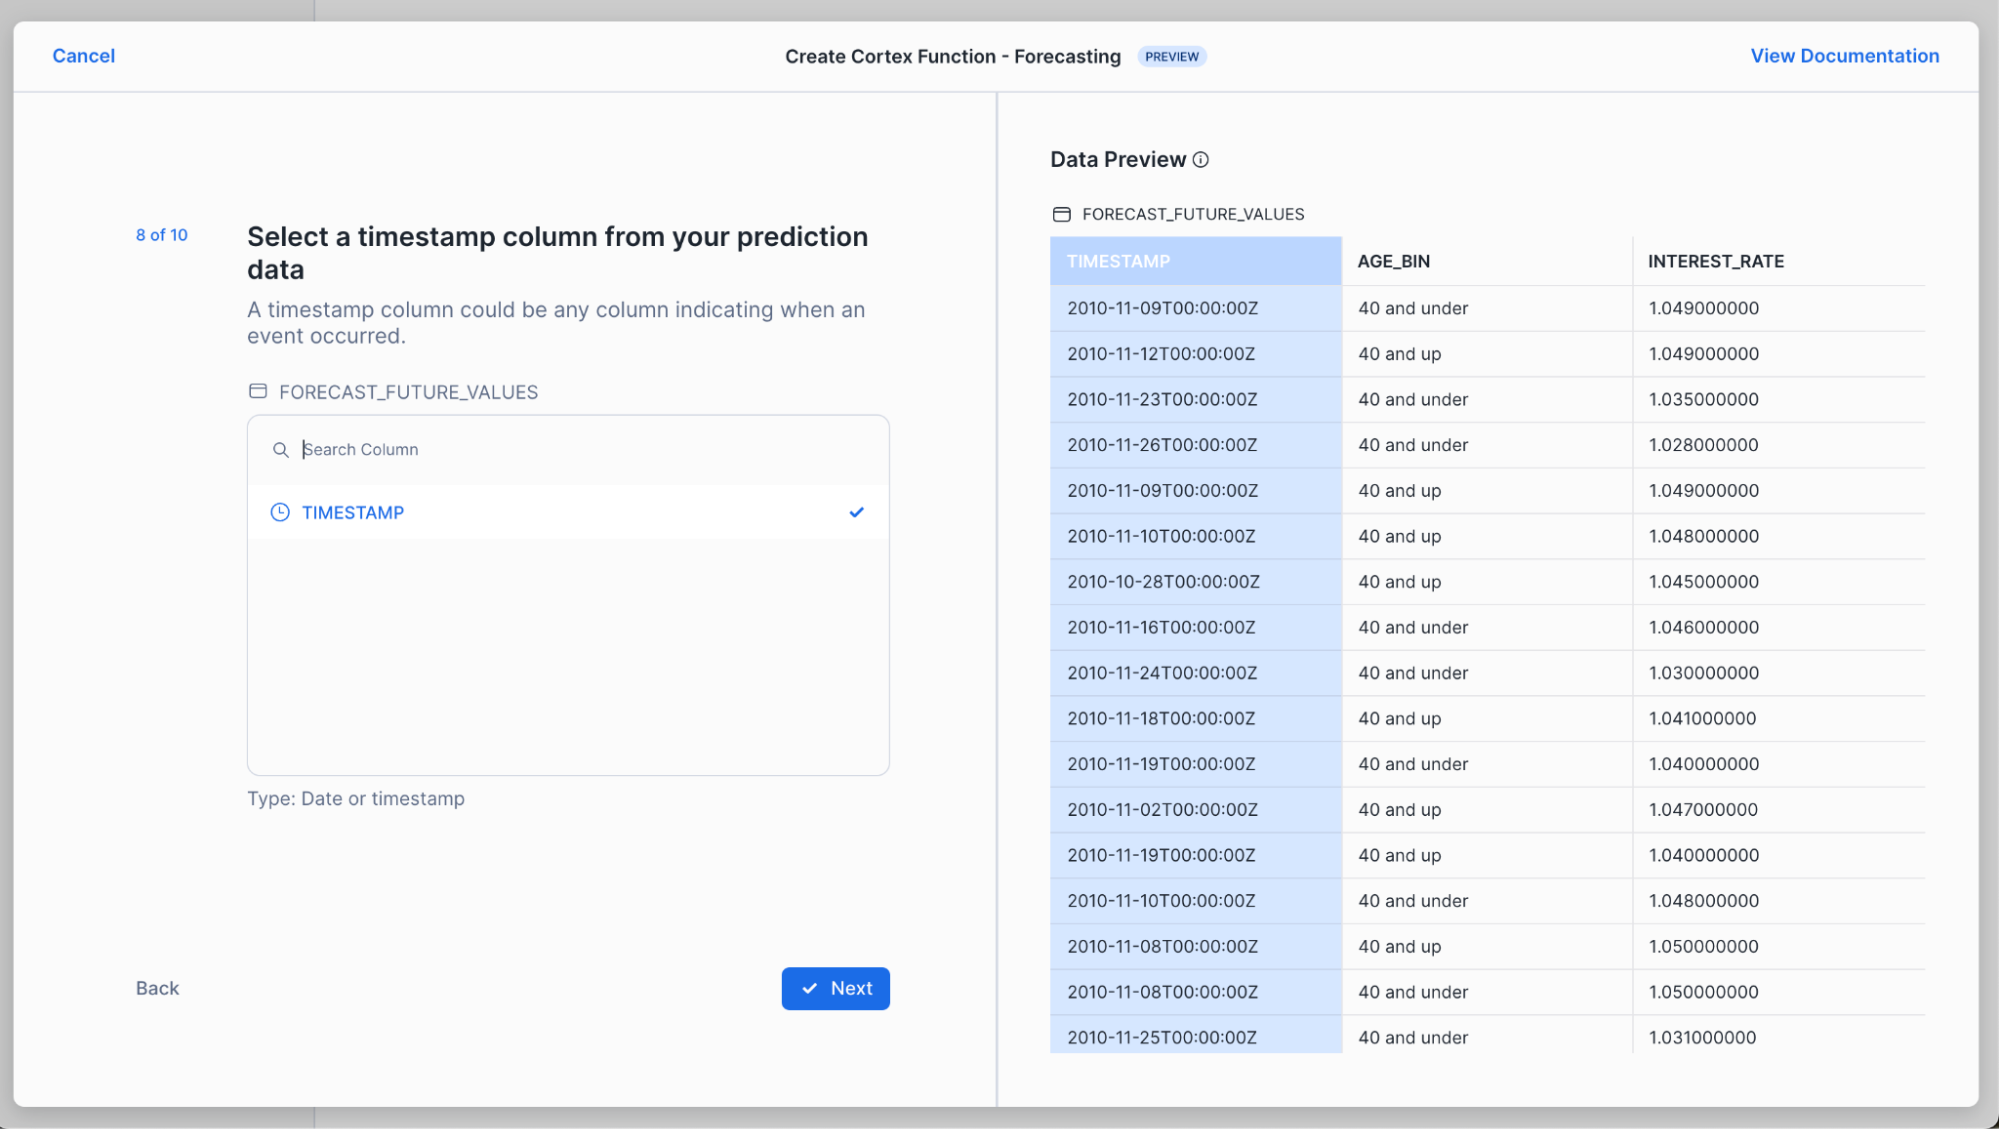 Cancel
Create Cortex Function - Forecasting PREVIEW
View Documentation
8 of 10
Select a timestamp column from your prediction
data
A timestamp column could be any column indicating when an
event occurred.
FORECAST_FUTURE_VALUES
Search Column
TIMESTAMP
Type: Date or timestamp
Back
Next
Data Preview
FORECAST_FUTURE_VALUES
TIMESTAMP AGE_BIN INTEREST_RATE
2010-11-09T00:00:00Z 40 and under 1.049000000
2010-11-12T00:00:00Z 40 and up 1.049000000
2010-11-23T00:00:00Z 40 and under 1.035000000
2010-11-26T00:00:00Z 40 and under 1.028000000
2010-11-09T00:00:00Z 40 and up 1.049000000
2010-11-10T00:00:00Z 40 and up 1.048000000
2010-10-28T00:00:00Z 40 and up 1.045000000
2010-11-16T00:00:00Z 40 and under 1.046000000
2010-11-24T00:00:00Z 40 and under 1.030000000
2010-11-18T00:00:00Z 40 and up 1.041000000
2010-11-19T00:00:00Z 40 and under 1.040000000
2010-11-02T00:00:00Z 40 and up 1.047000000
2010-11-19T00:00:00Z 40 and up 1.040000000
2010-11-10T00:00:00Z 40 and under 1.048000000
2010-11-08T00:00:00Z 40 and up 1.050000000
2010-11-08T00:00:00Z 40 and under 1.050000000
2010-11-25T00:00:00Z 40 and under 1.031000000